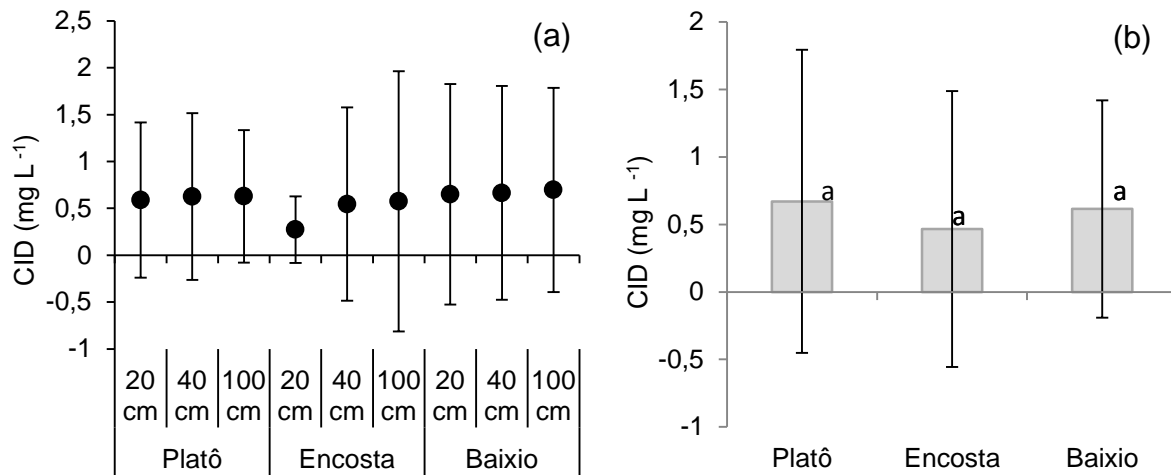 (a)
CID (mg L -1)
2,5
2
1,5
1
0,5
0
-0,5
-1
20 cm 40 cm 100 cm 20 cm 40 cm 100 cm 20 cm 40 cm 100 cm
Platô Encosta Baixio
(b)
CID (mg L -1)
2
1,5
1
0,5
0
-0,5
-1
a a a
Platô Encosta Baixio